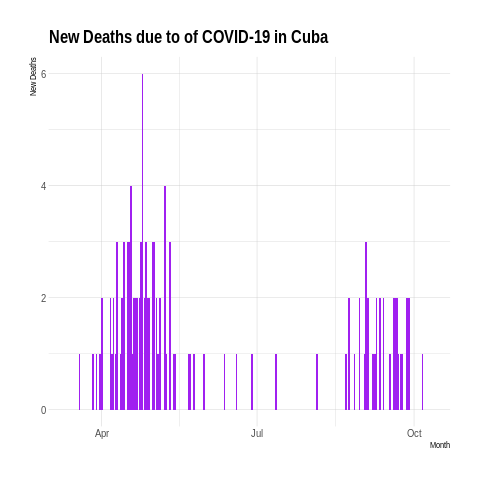 New Deaths due to of COVID-19 in Cuba
New Deaths
6
4
2
0
Apr
Jul
Oct
Month